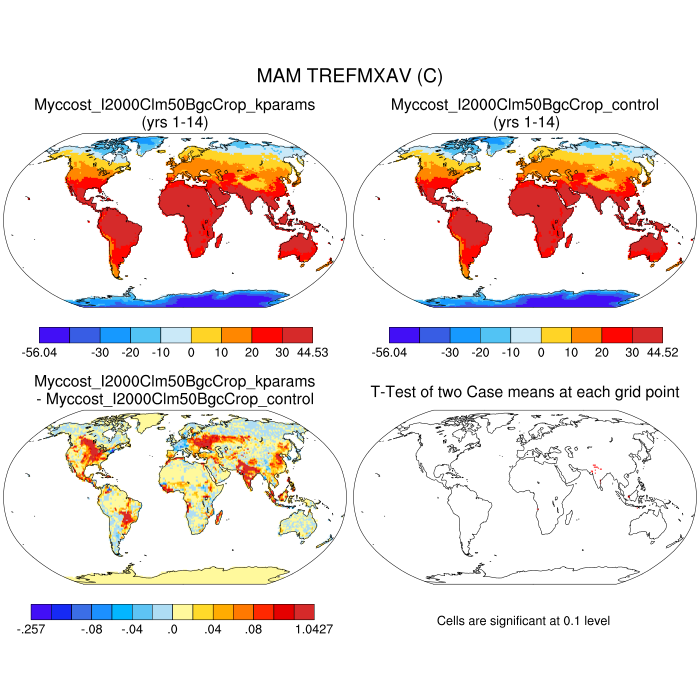 MAM TREFMXAV (C)
Myccost_I2000Clm50BgcCrop_kparams
(yrs 1-14)
Myccost_I2000Clm50BgcCrop_control
(yrs 1-14)
-56.04 -30 -20 -10 0 10 20 30 44.53
-56.04 -30 -20 -10 0 10 20 30 44.53
Myccost_I2000Clm50BgcCrop_kparams
- Myccost_I2000Clm50BgcCrop_control
T-Test of two Case means at each grid point
-.257 -.08 -.04 .0 .04 .08 1.0427
Cells are significant at 0.1 level